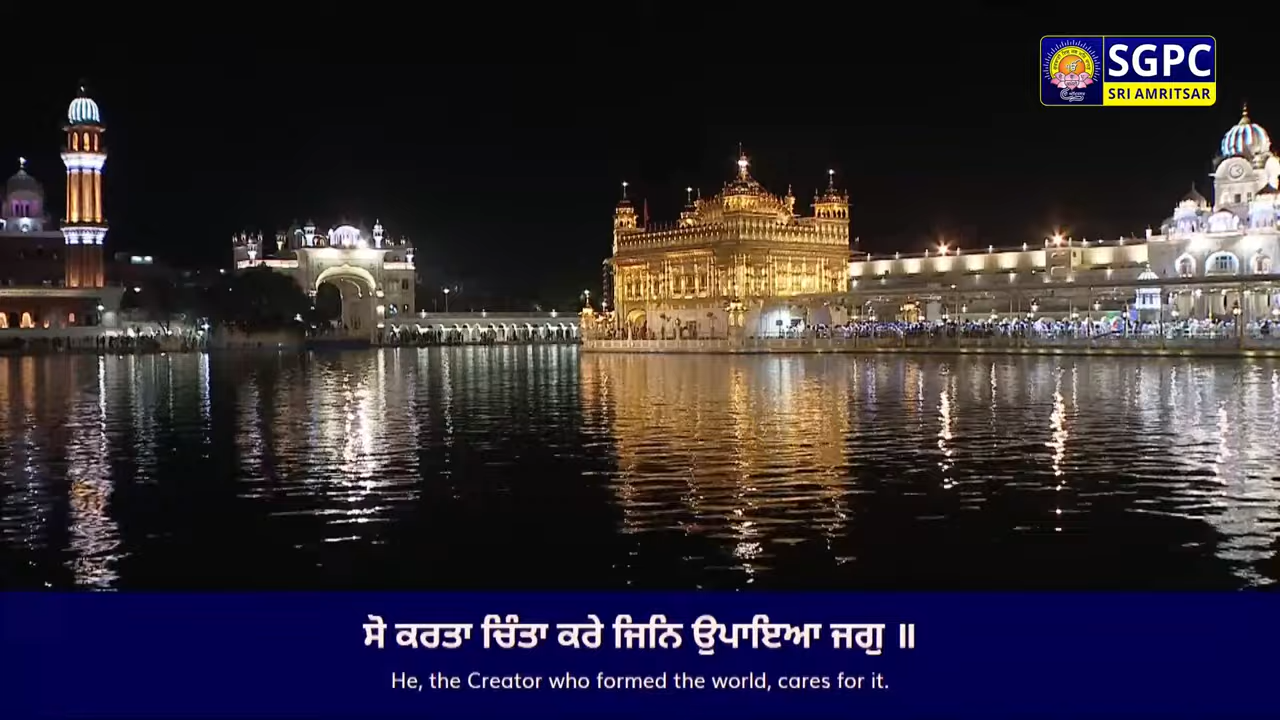 SGPC
SRI AMRITSAR
ਸੋ ਕਰਤਾ ਚਿੰਤਾ ਕਰੇ ਜਿਨਿ ਉਪਾਇਆ ਜਗੁ ॥
He, the Creator who formed the world, cares for it.